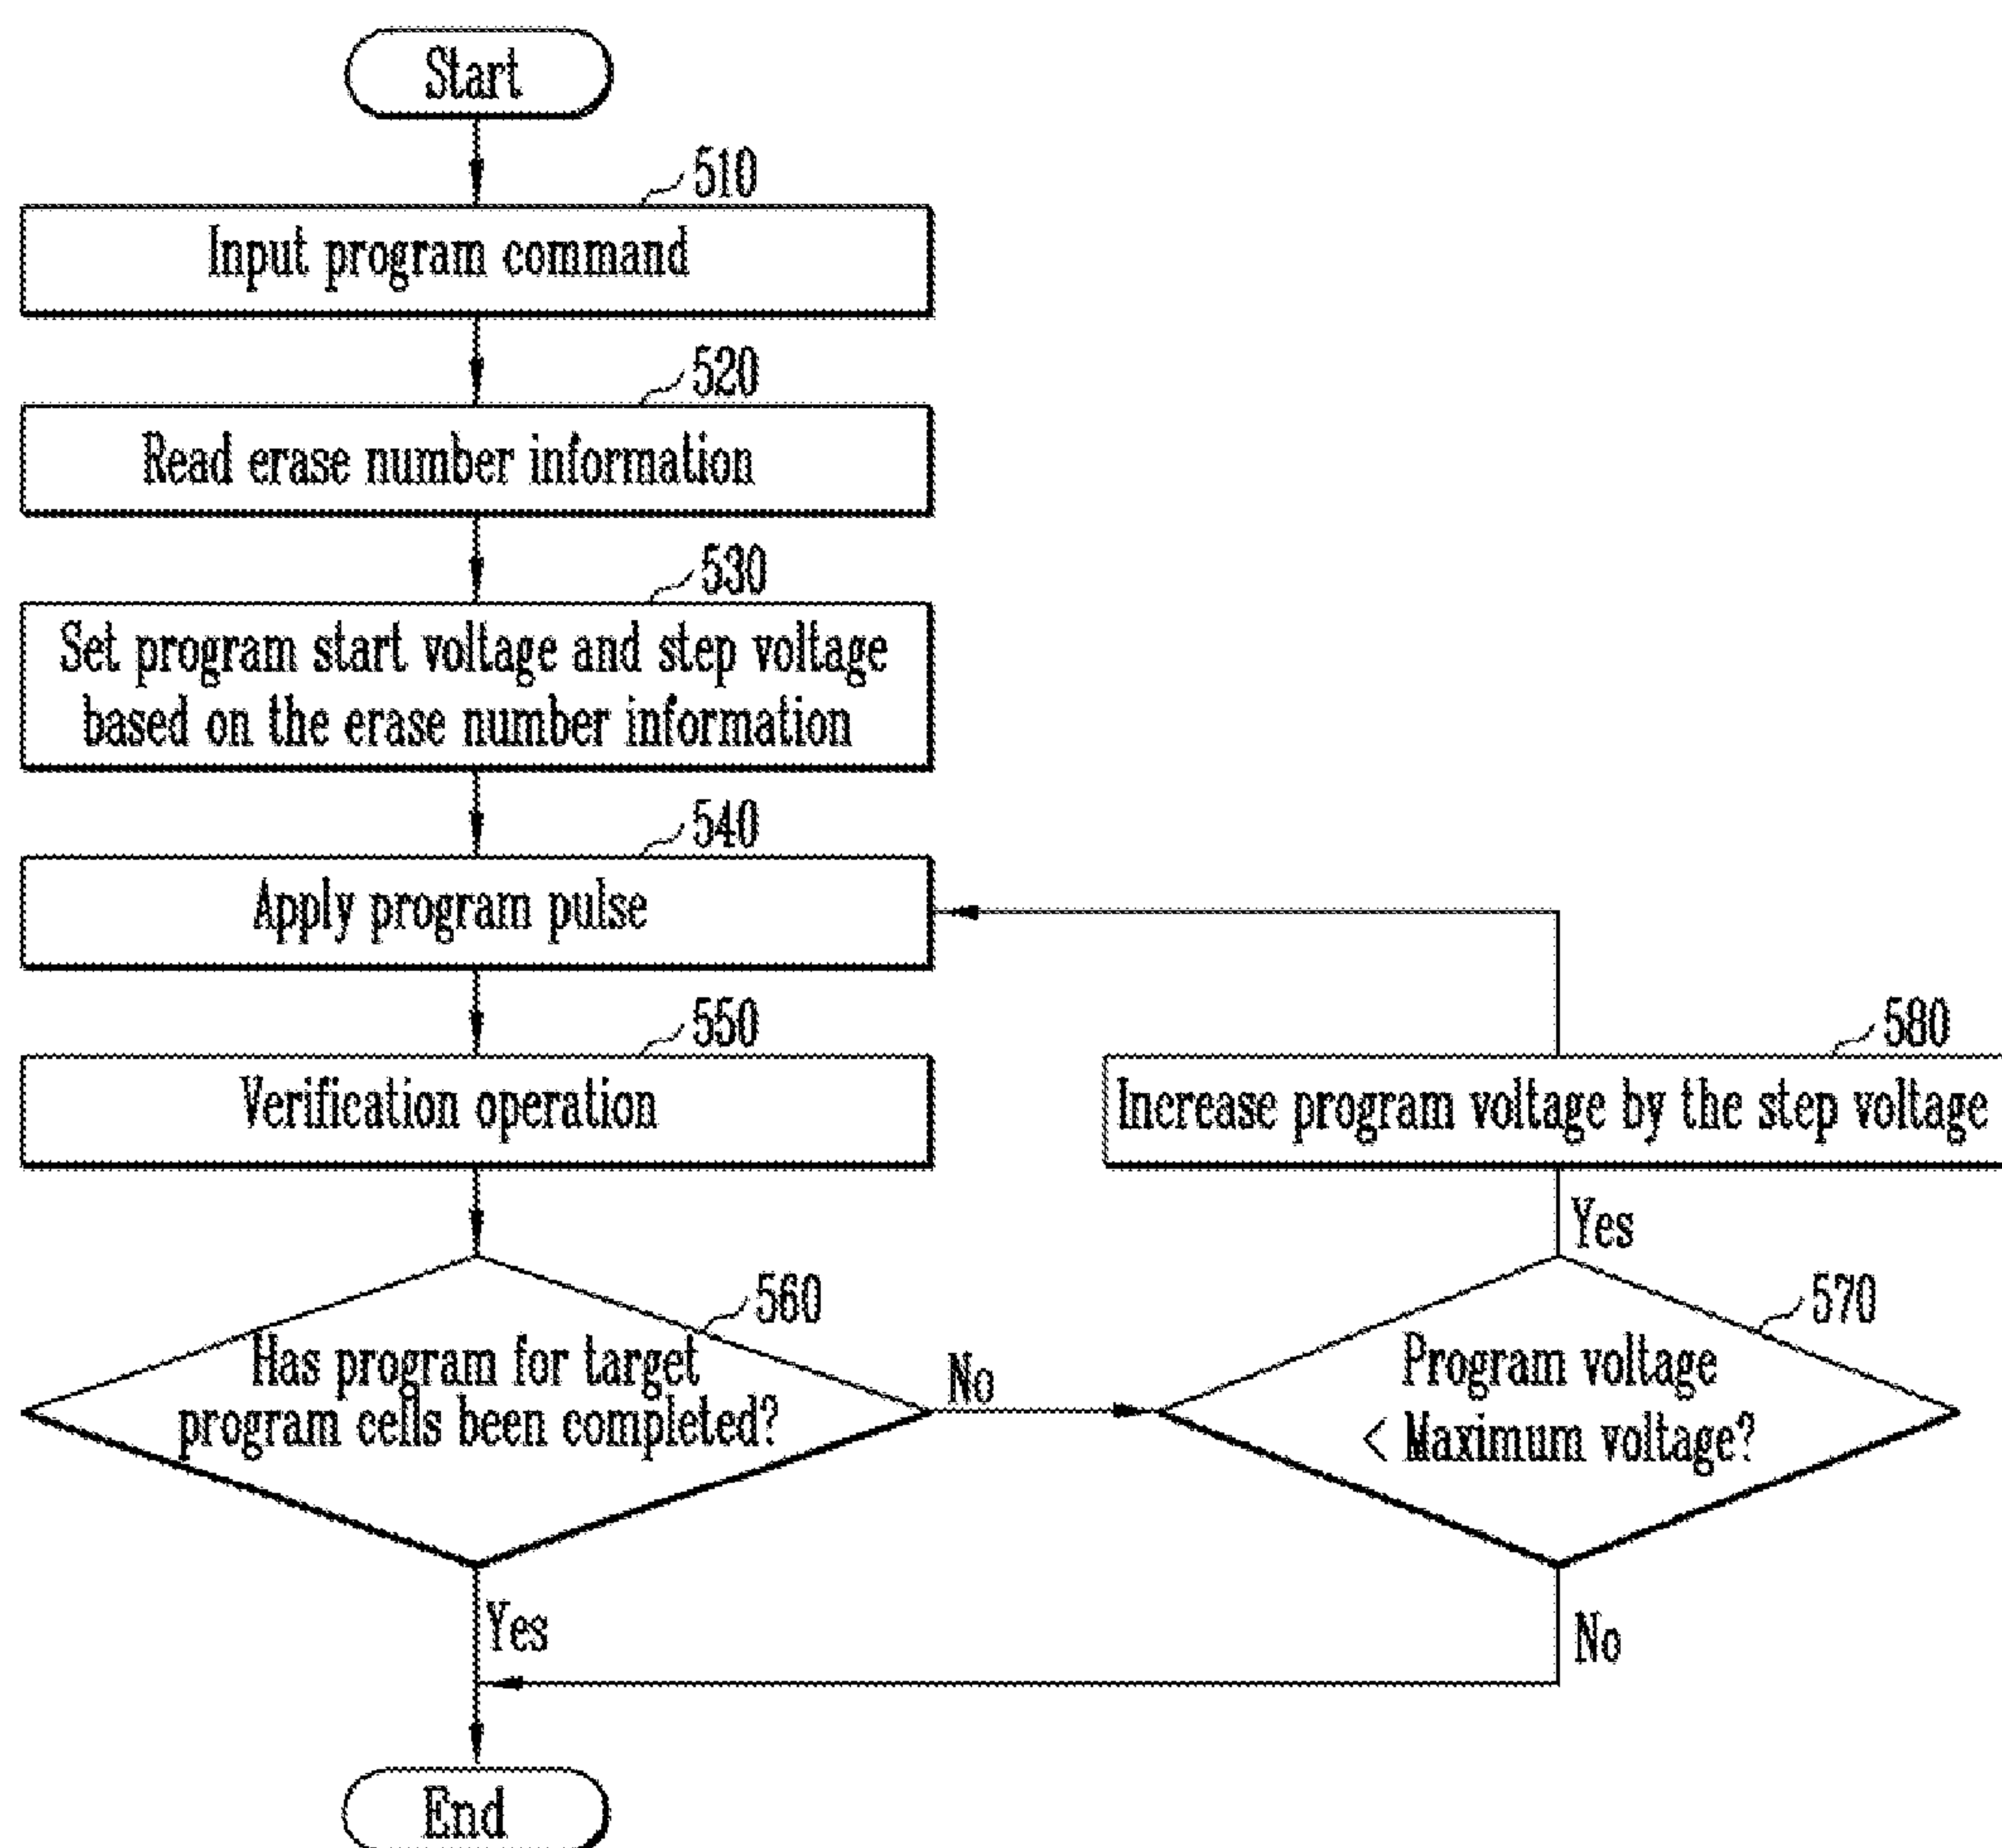 Start
510
Input program command
520
Read erase number information
530
Set program start voltage and step voltage
based on the erase number information
540
Apply program pulse
550
Verification operation
580
Increase program voltage by the step voltage
Yes
560
Has program for target
program cells been completed?
No
570
Program voltage
< Maximum voltage?
Yes
No
End